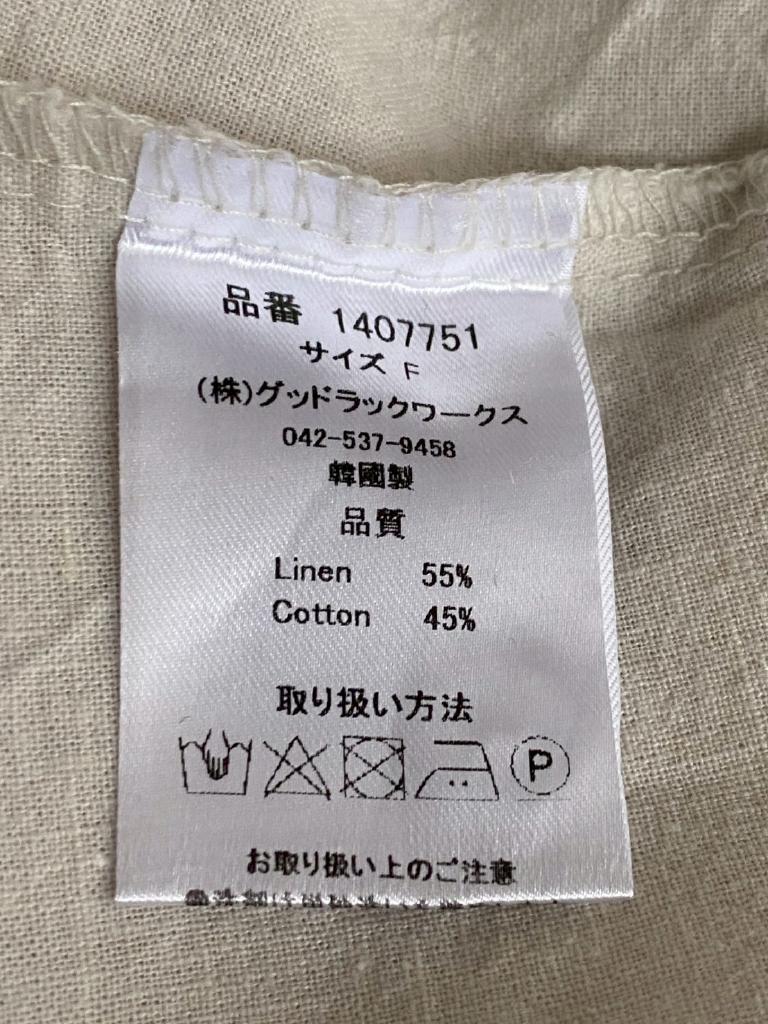 品番 1407751
サイズ F
(株)グッドラックワークス
042-537-9458
韓國製
品質
Linen 55%
Cotton 45%
取り扱い方法
P
お取り扱い上のご注意